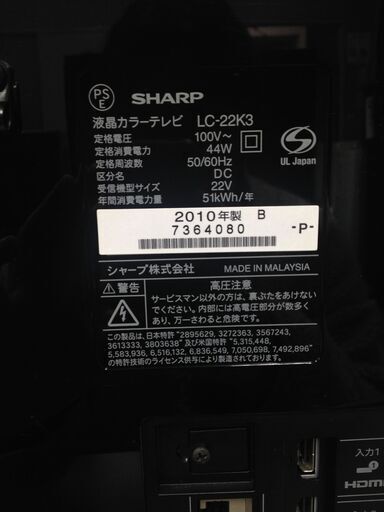 PS
E
SHARP
液晶カラーテレビ LC-22K3
定格電圧 100V～
定格消費電力 44W
定格周波数 50/60Hz
区分名 DC
受信機型サイズ 22V
年間消費電力量 51kWh/年
S
UL Japan
2010年製 B
7364080 -P-
シャープ株式会社 MADE IN MALAYSIA
警告 高圧注意
サービスマン以外の方は、裏ぶたをあけないで
ください。内部には高電圧部分が数多く
あり、万一さわると危険です。
この製品は、日本特許 "2895629, 3272363, 3567243,
3613333, 3803638" 及び米国特許 "5,315,448,
5,583,936, 6,516,132, 6,836,549, 7,050,698, 7,492,896"
の特許技術のライセンス供与により製造されたものです。
入力1
HDMI